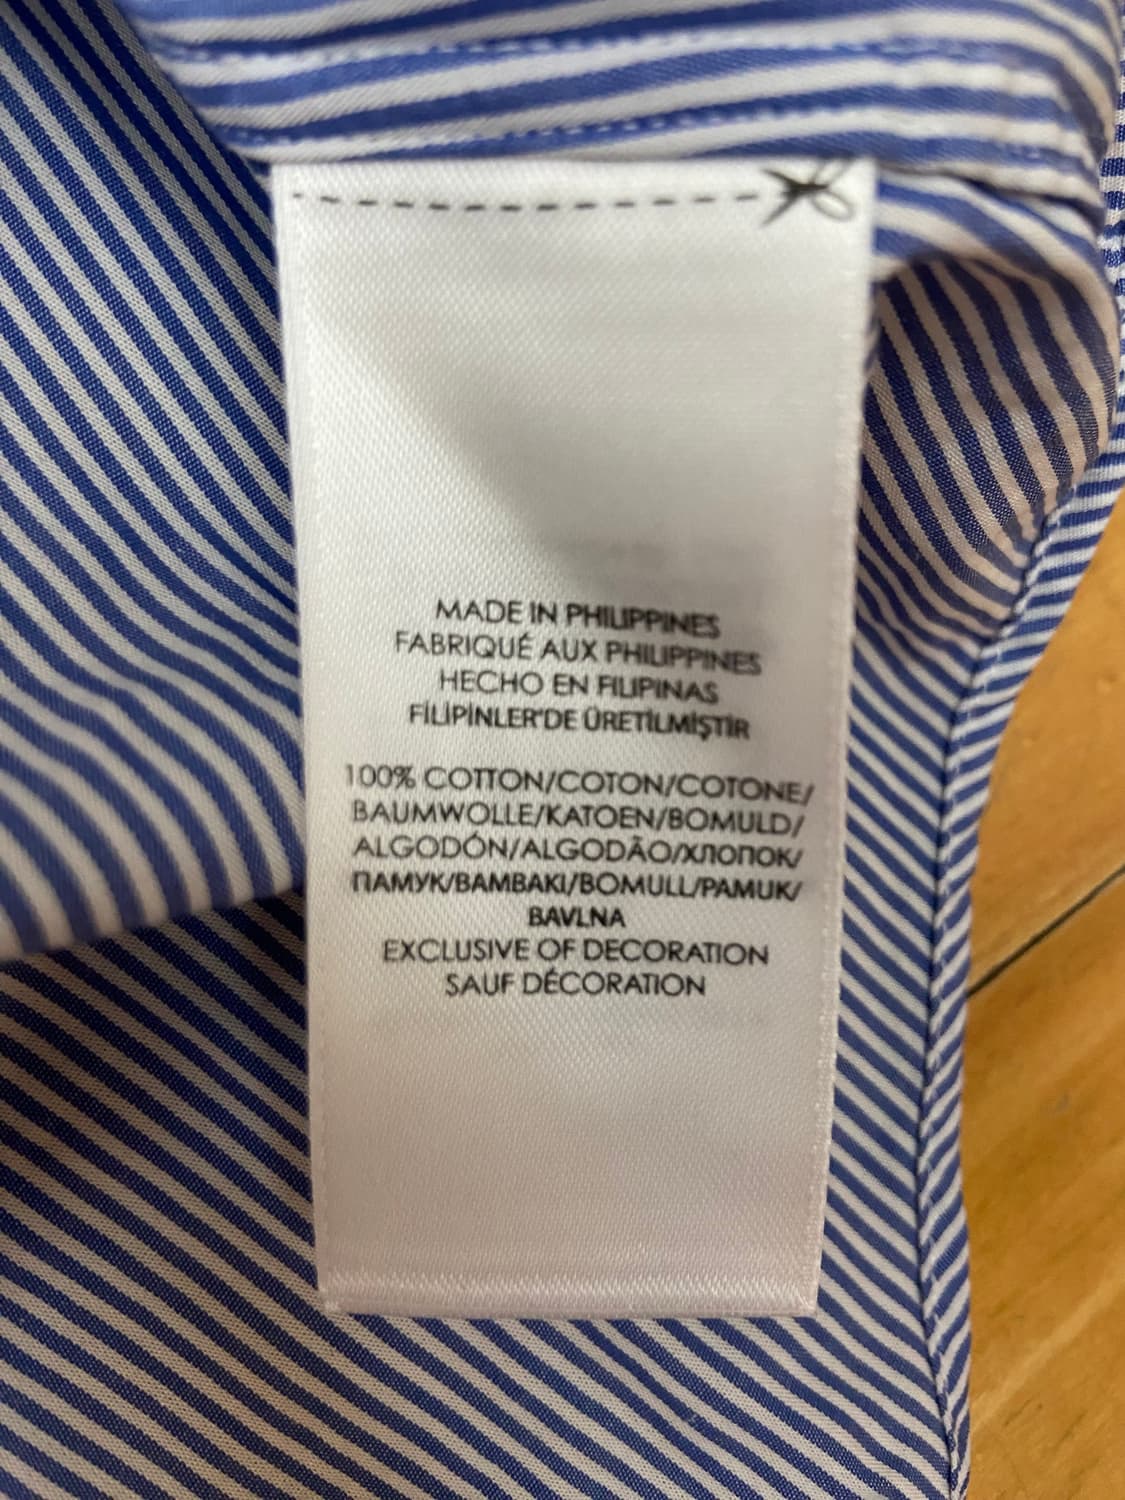 MADE IN PHILIPPINES
FABRIQUÉ AUX PHILIPPINES
HECHO EN FILIPINAS
FİLİPİNLER'DE ÜRETİLMİŞTİR
100% COTTON/COTON/COTONE/
BAUMWOLLE/KATOEN/BOMULD/
ALGODÓN/ALGODÃO/ХЛОПОК/
ПАМУК/ΒΑΜΒΑΚΙ/BOMULL/PAMUK/
BAVLNA
EXCLUSIVE OF DECORATION
SAUF DÉCORATION